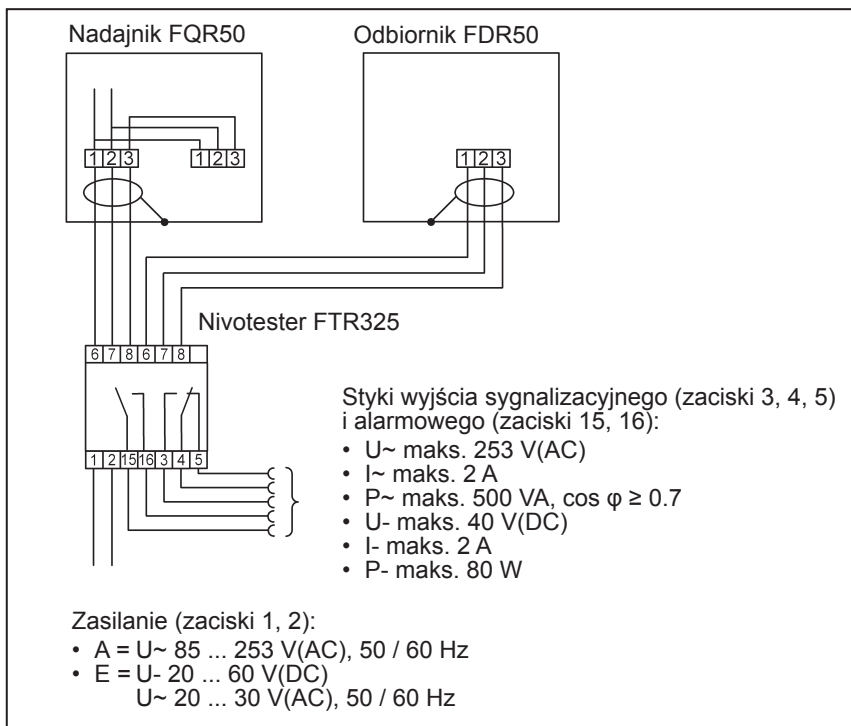 Nadajnik FQR50
Odbiornik FDR50
1 2 3
1 2 3
1 2 3
Nivotester FTR325
6 7 8 6 7 8
1 2 15 16 3 4 5
Styki wyjścia sygnalizacyjnego (zaciski 3, 4, 5)
i alarmowego (zaciski 15, 16):
• U~ maks. 253 V(AC)
• I~ maks. 2 A
• P~ maks. 500 VA, cos φ ≥ 0.7
• U- maks. 40 V(DC)
• I- maks. 2 A
• P- maks. 80 W
Zasilanie (zaciski 1, 2):
• A = U~ 85 ... 253 V(AC), 50 / 60 Hz
• E = U- 20 ... 60 V(DC)
U~ 20 ... 30 V(AC), 50 / 60 Hz